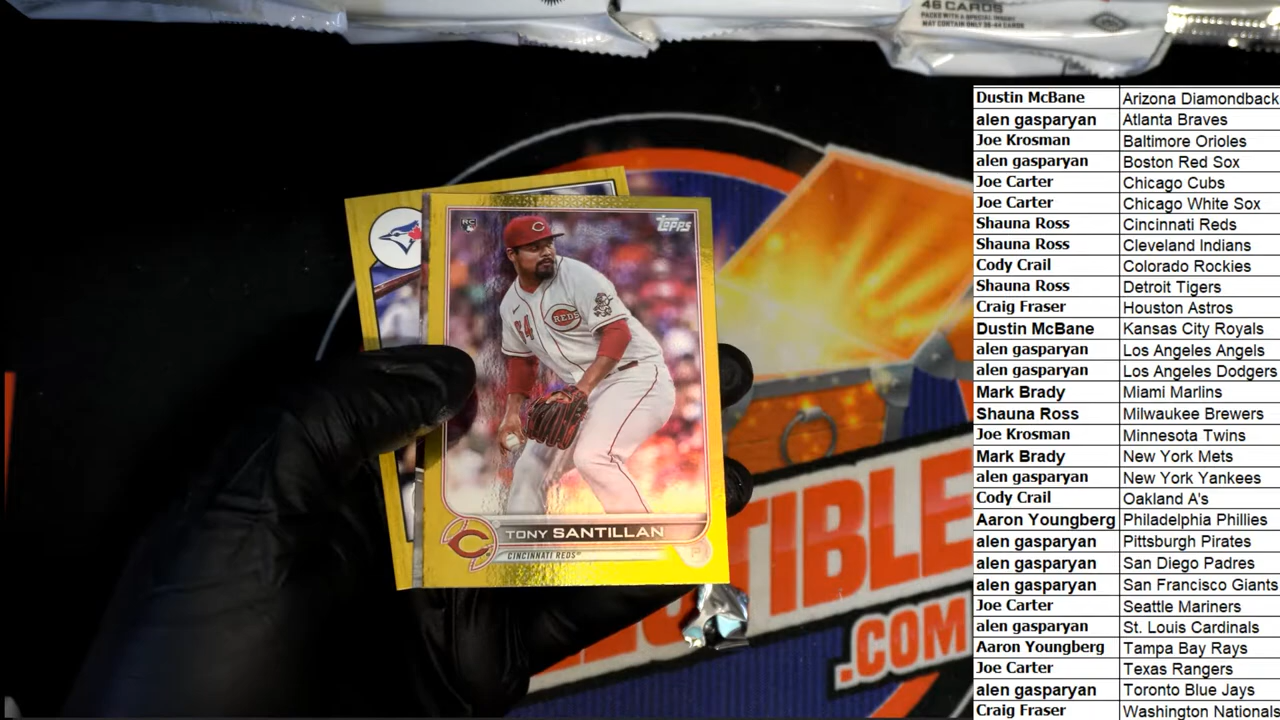 46 CARDS
PACKED WITH A SPECIAL INSERT
MAY CONTAIN ONLY 38-44 CARDS
Dustin McBane Arizona Diamondback
alen gasparyan Atlanta Braves
Joe Krosman Baltimore Orioles
alen gasparyan Boston Red Sox
Joe Carter Chicago Cubs
Joe Carter Chicago White Sox
Shauna Ross Cincinnati Reds
Shauna Ross Cleveland Indians
Cody Crail Colorado Rockies
Shauna Ross Detroit Tigers
Craig Fraser Houston Astros
Dustin McBane Kansas City Royals
alen gasparyan Los Angeles Angels
alen gasparyan Los Angeles Dodgers
Mark Brady Miami Marlins
Shauna Ross Milwaukee Brewers
Joe Krosman Minnesota Twins
Mark Brady New York Mets
alen gasparyan New York Yankees
Cody Crail Oakland A's
Aaron Youngberg Philadelphia Phillies
alen gasparyan Pittsburgh Pirates
alen gasparyan San Diego Padres
alen gasparyan San Francisco Giants
Joe Carter Seattle Mariners
alen gasparyan St. Louis Cardinals
Aaron Youngberg Tampa Bay Rays
Joe Carter Texas Rangers
alen gasparyan Toronto Blue Jays
Craig Fraser Washington Nationals
RC
Topps
REDS
54
TONY SANTILLAN
CINCINNATI REDS
P
TIBLE
.COM